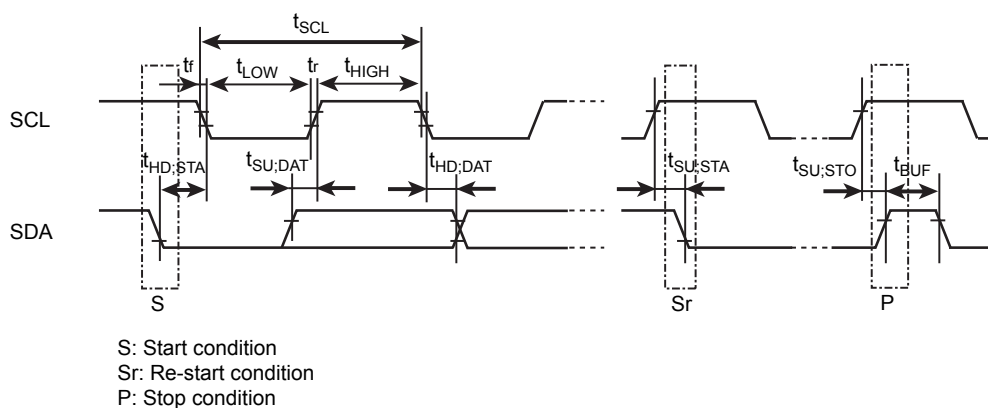 tSCL
tf tLOW tr tHIGH
SCL
tHD;STA tSU;DAT tHD;DAT tSU;STA tSU;STO tBUF
SDA
S Sr P
S: Start condition
Sr: Re-start condition
P: Stop condition